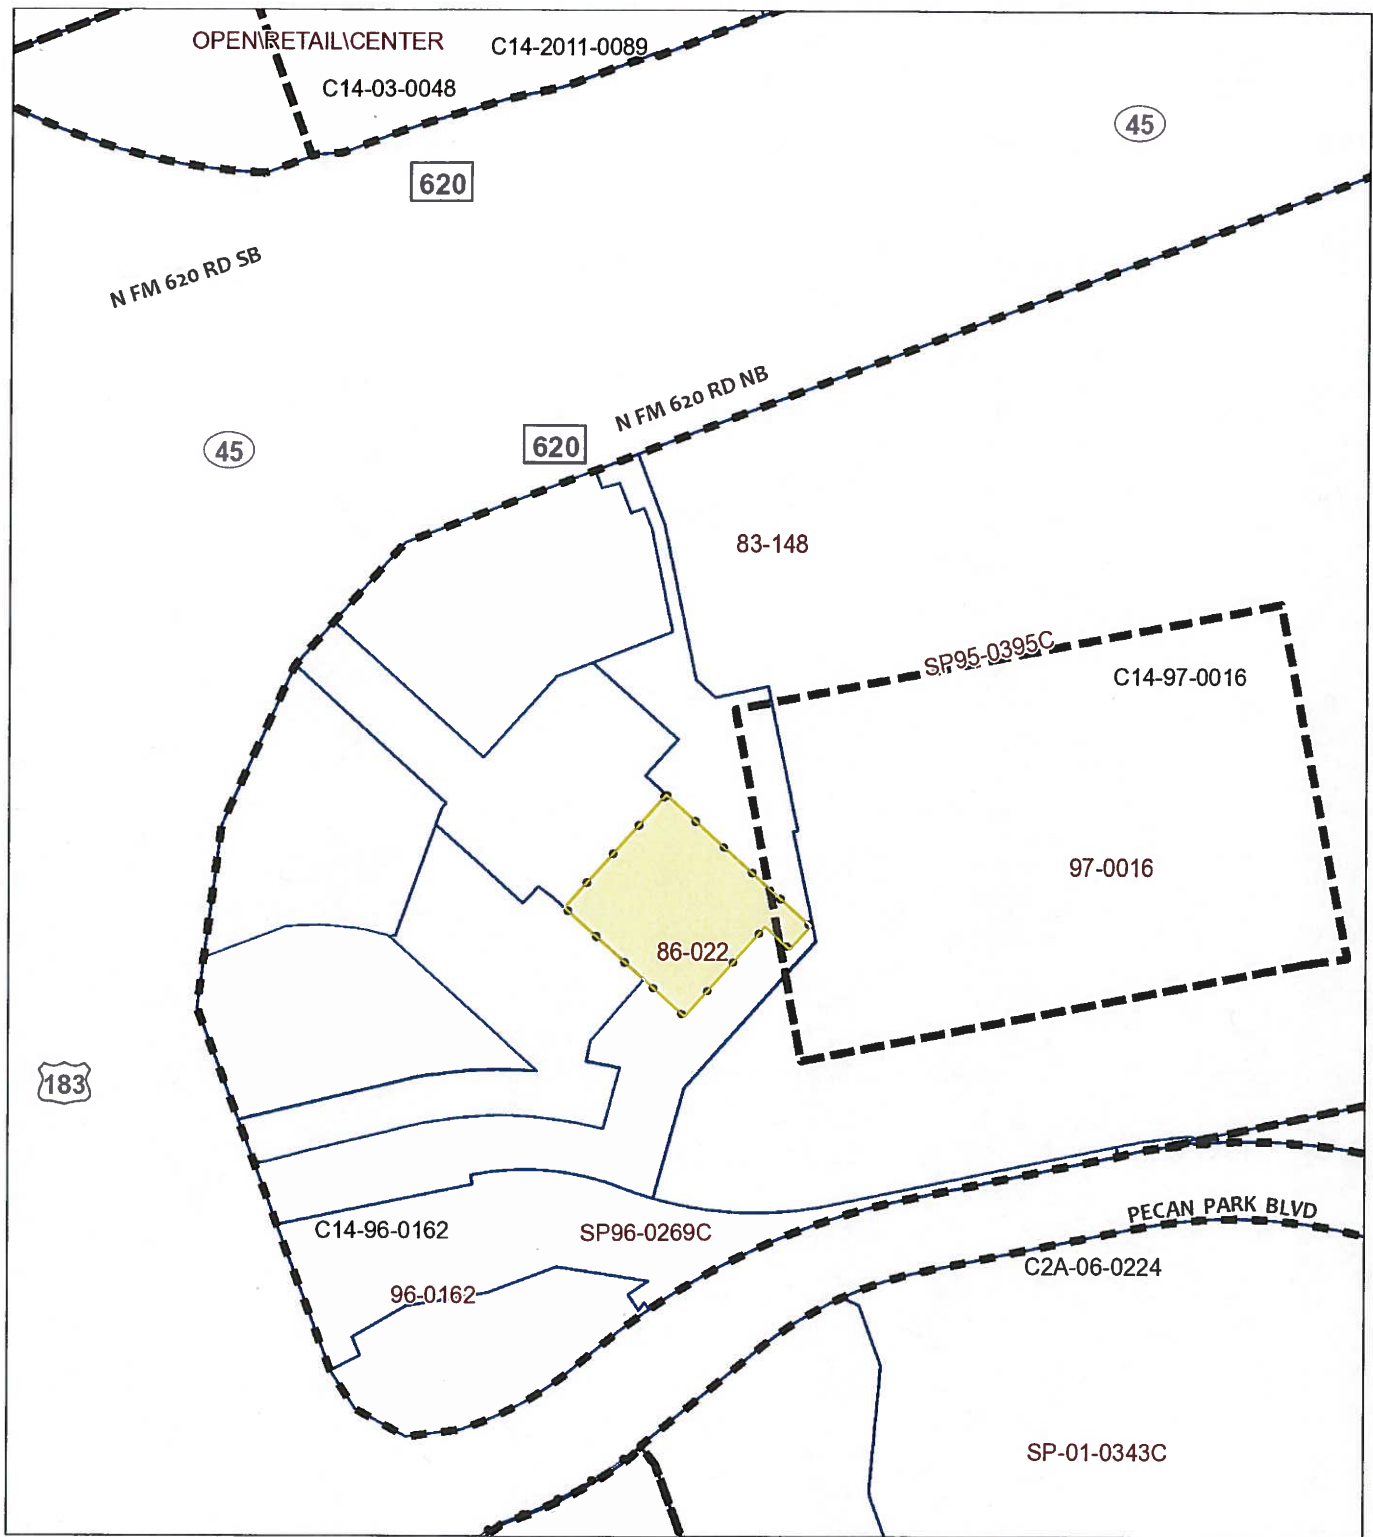 OPEN\RETAIL\CENTER
C14-2011-0089
C14-03-0048
45
620
N FM 620 RD SB
N FM 620 RD NB
45
620
83-148
SP95-0395C
C14-97-0016
97-0016
86-022
183
PECAN PARK BLVD
C14-96-0162
SP96-0269C
C2A-06-0224
96-0162
SP-01-0343C